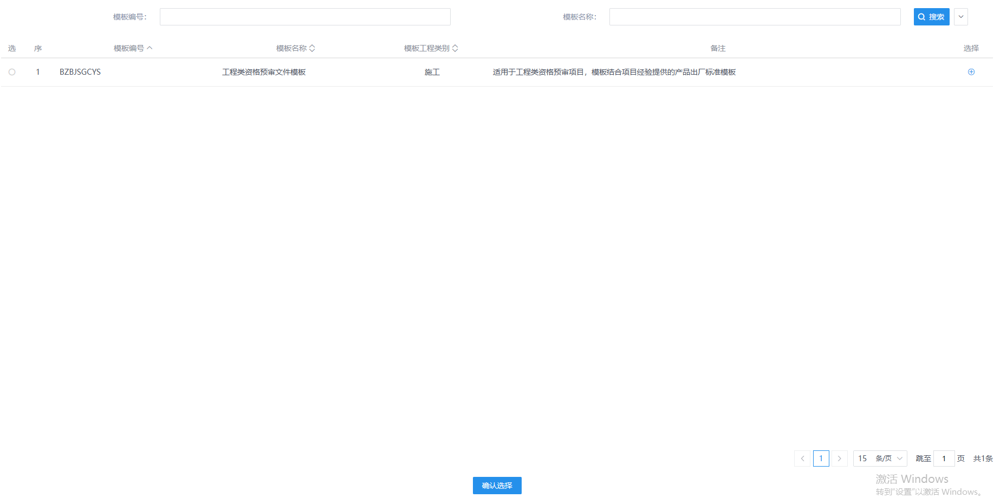 模板编号： 模板名称： 搜索
选 序 模板编号 模板名称 模板工程类别 备注 选择
1 BZBJSGCYS 工程类资格预审文件模板 施工 适用于工程类资格预审项目，模板结合项目经验提供的产品出厂标准模板
1 15 条/页 跳至 1 页 共1条
确认选择
激活 Windows
转到"设置"以激活 Windows。